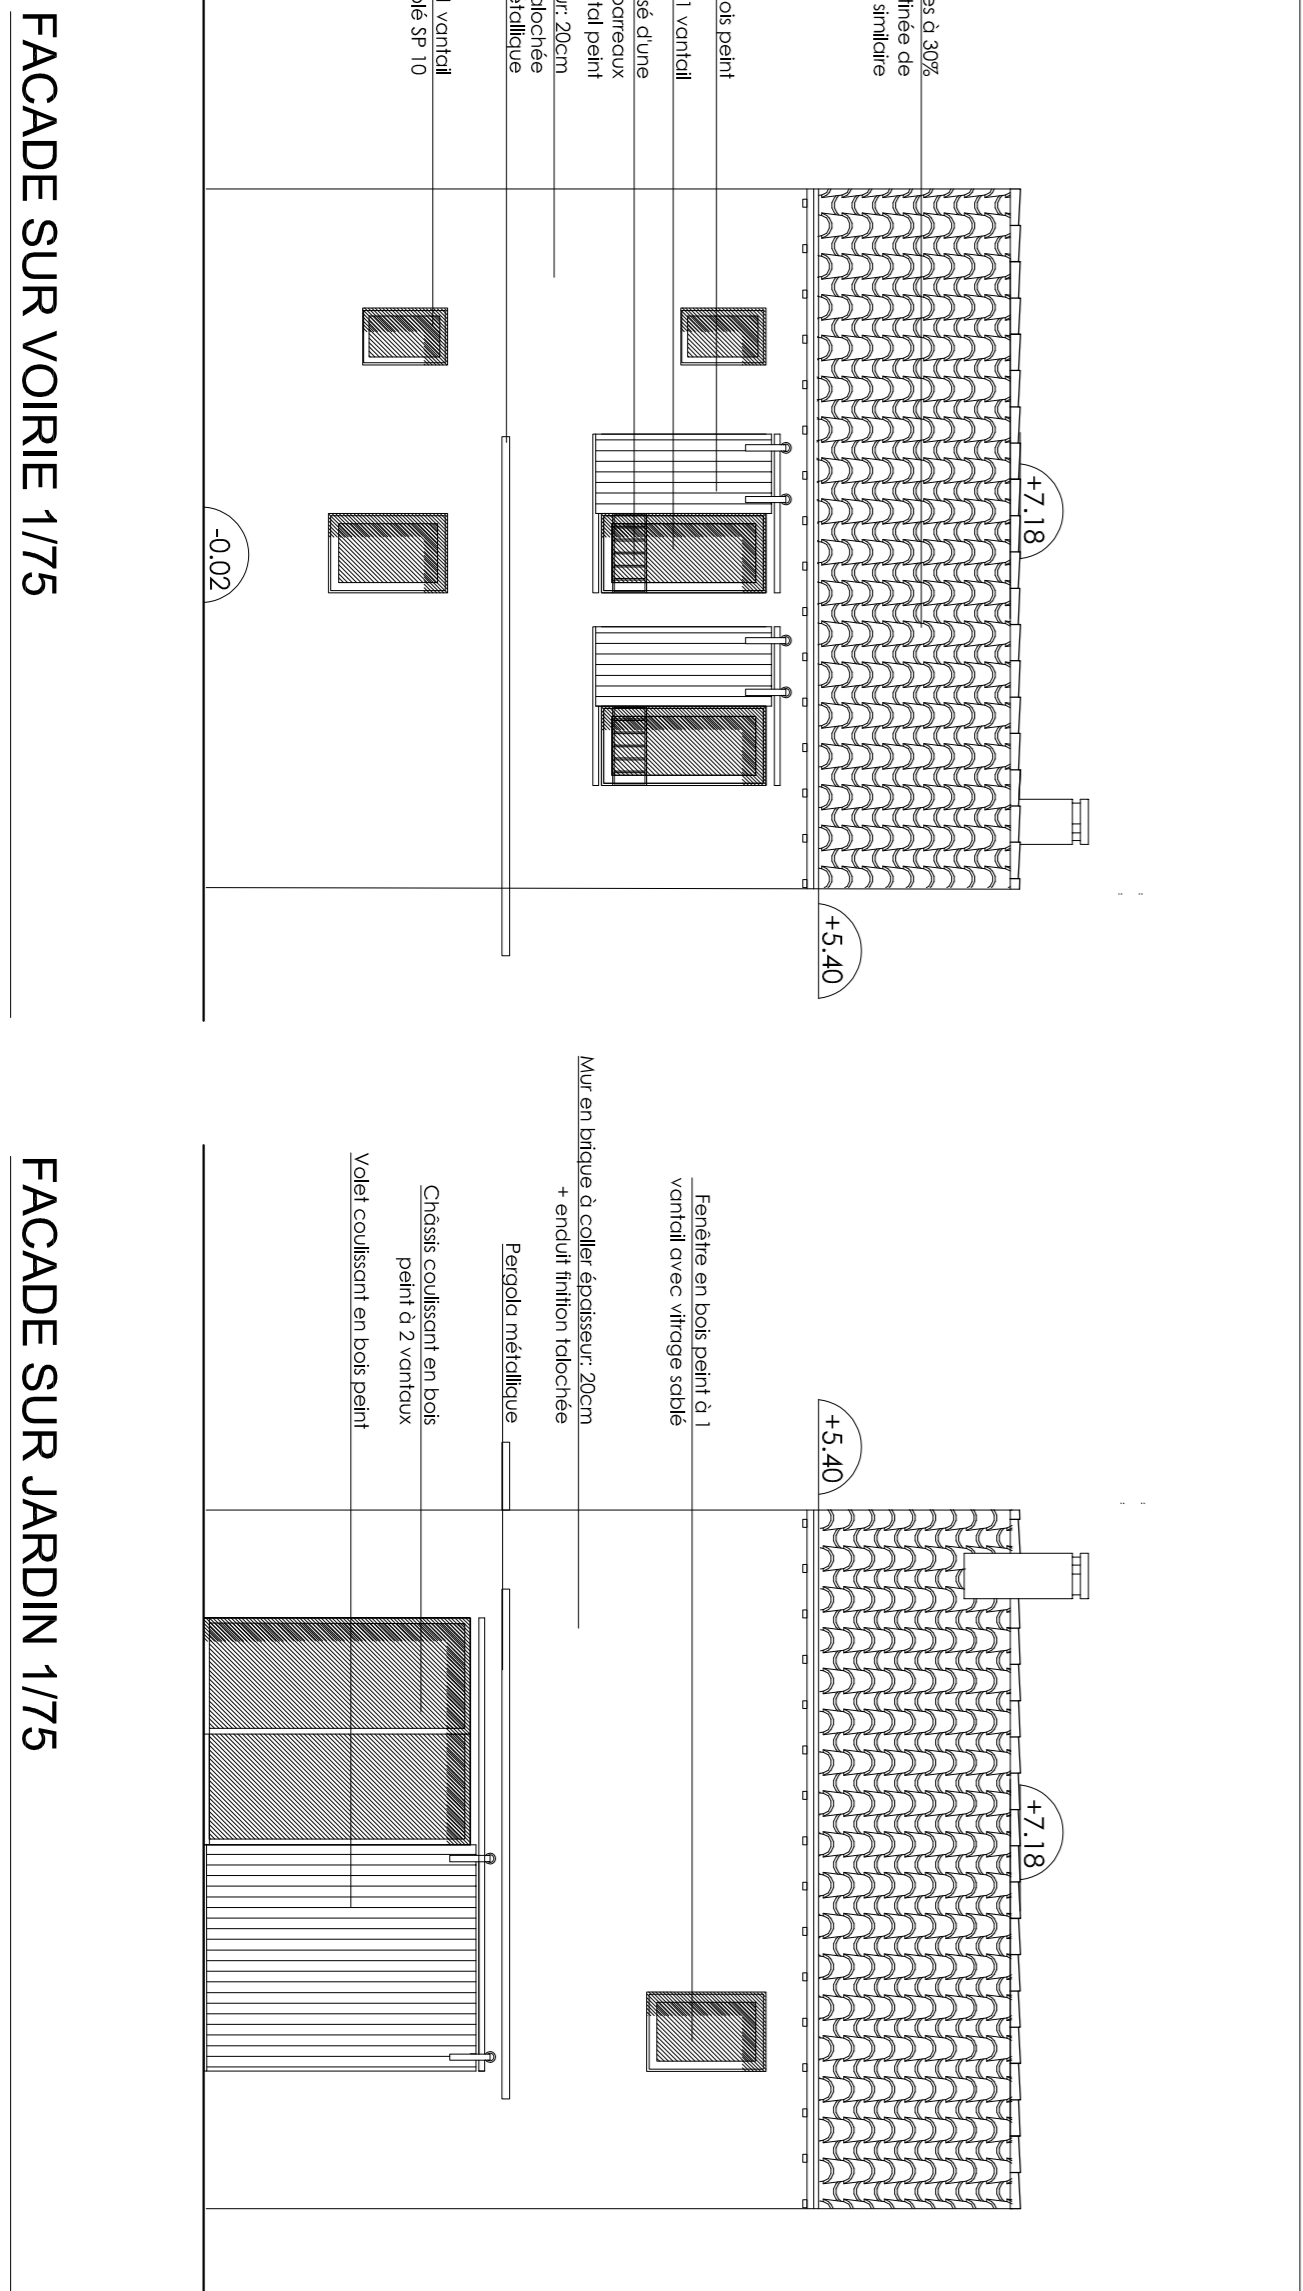 es à 30%
tinée de
similaire
ois peint
1 vantail
sé d'une
barreaux
tal peint
ur: 20cm
alochée
étallique
1 vantail
blé SP 10
+7.18
+5.40
-0.02
FACADE SUR VOIRIE 1/75
+5.40
+7.18
Fenêtre en bois peint à 1
vantail avec vitrage sablé
Mur en brique à coller épaisseur: 20cm
+ enduit finition talochée
Pergola métallique
Châssis coulissant en bois
peint à 2 vantaux
Volet coulissant en bois peint
FACADE SUR JARDIN 1/75